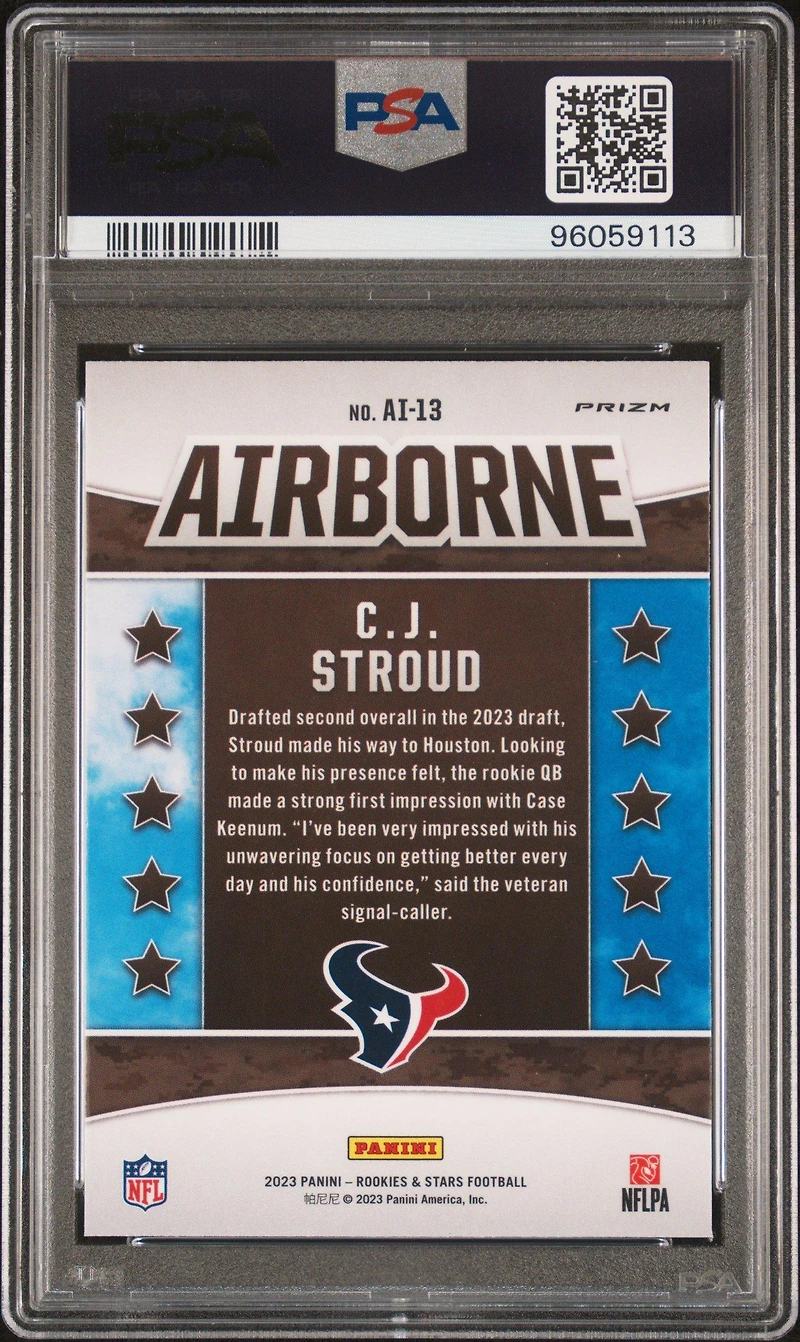 PSA
PSA
96059113
NO. AI-13
PRIZM
AIRBORNE
C.J.
STROUD
Drafted second overall in the 2023 draft,
Stroud made his way to Houston. Looking
to make his presence felt, the rookie QB
made a strong first impression with Case
Keenum. “I’ve been very impressed with his
unwavering focus on getting better every
day and his confidence,” said the veteran
signal-caller.
PANINI
NFL
2023 PANINI – ROOKIES & STARS FOOTBALL
帕尼尼 © 2023 Panini America, Inc.
NFLPA
PSA